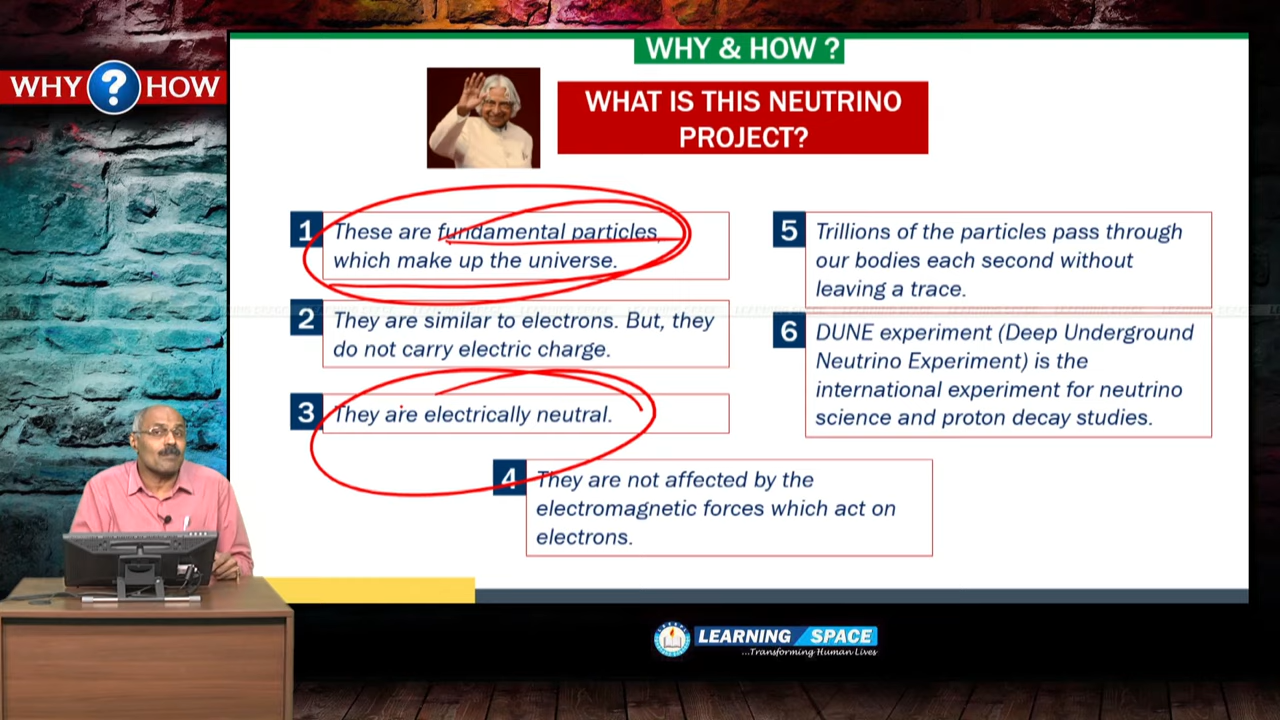 WHY ? HOW
WHY & HOW ?
WHAT IS THIS NEUTRINO
PROJECT?
1
These are fundamental particles,
which make up the universe.
2
They are similar to electrons. But, they
do not carry electric charge.
3
They are electrically neutral.
4
They are not affected by the
electromagnetic forces which act on
electrons.
5
Trillions of the particles pass through
our bodies each second without
leaving a trace.
6
DUNE experiment (Deep Underground
Neutrino Experiment) is the
international experiment for neutrino
science and proton decay studies.
LEARNING SPACE
...Transforming Human Lives